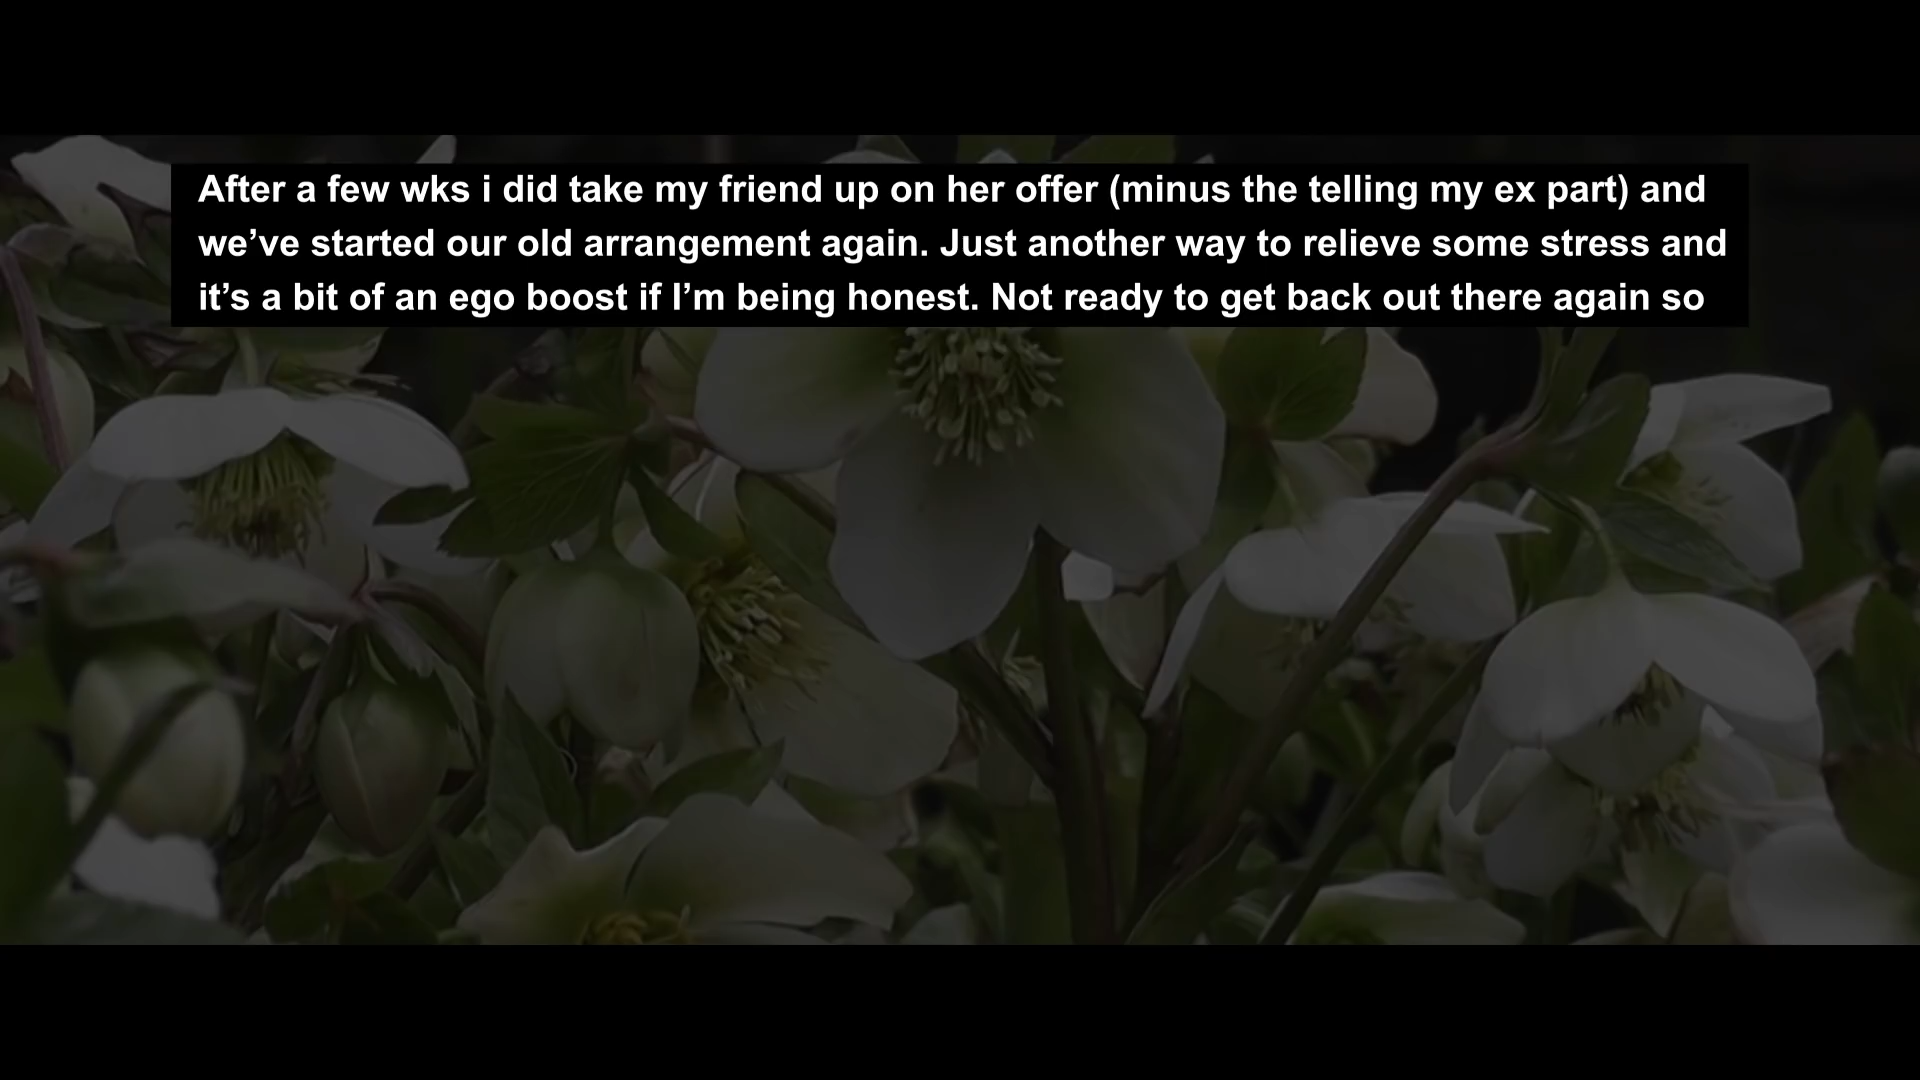 After a few wks i did take my friend up on her offer (minus the telling my ex part) and
we’ve started our old arrangement again. Just another way to relieve some stress and
it’s a bit of an ego boost if I’m being honest. Not ready to get back out there again so